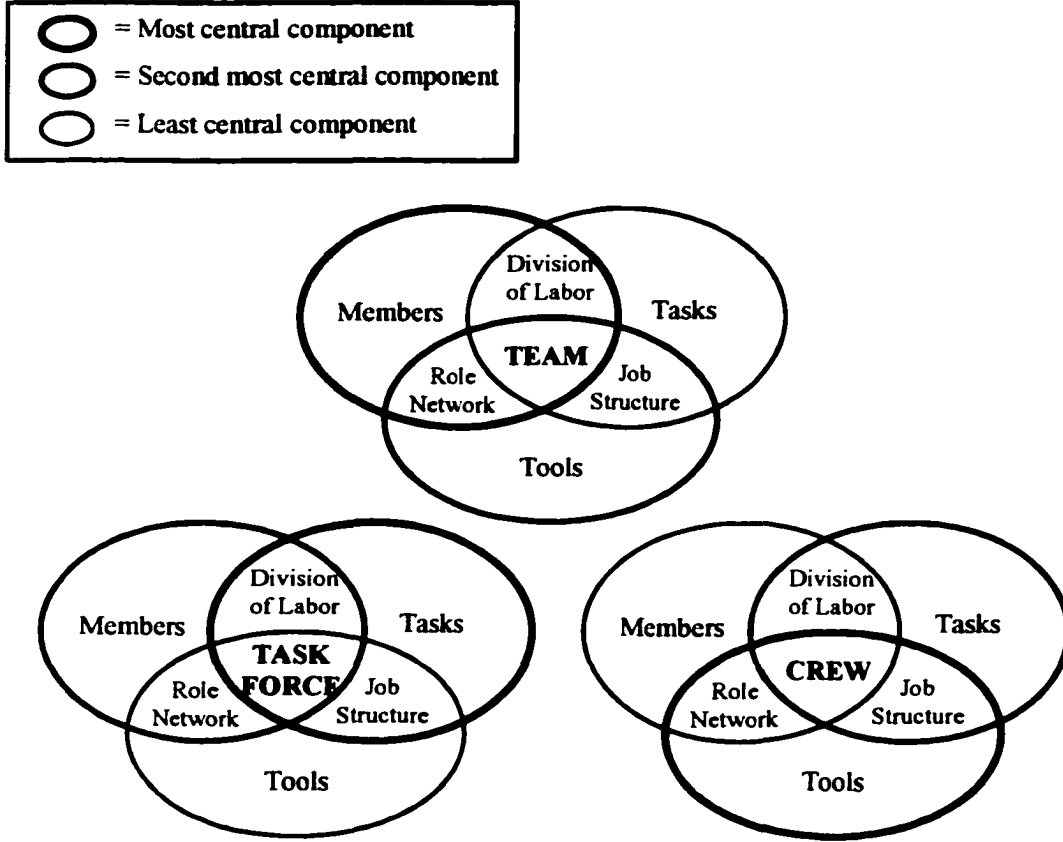 = Most central component
= Second most central component
= Least central component
Division
of Labor
Members
Tasks
TEAM
Role
Network
Job
Structure
Tools
Division
of Labor
Members
Tasks
TASK
FORCE
Role
Network
Job
Structure
Tools
Division
of Labor
Members
Tasks
CREW
Role
Network
Job
Structure
Tools